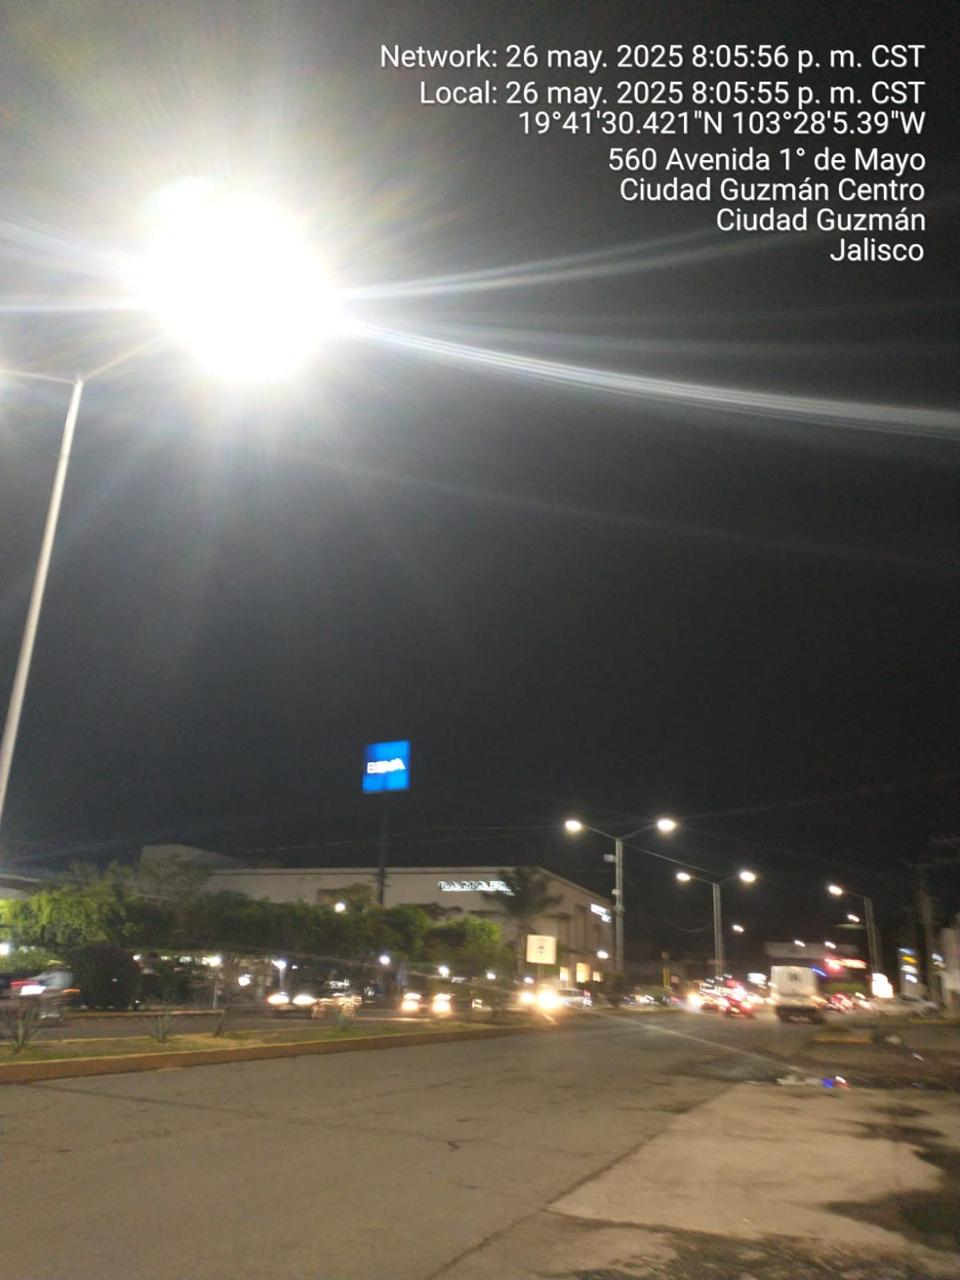 Network: 26 may. 2025 8:05:56 p. m. CST
Local: 26 may. 2025 8:05:55 p. m. CST
19°41'30.421"N 103°28'5.39"W
560 Avenida 1° de Mayo
Ciudad Guzmán Centro
Ciudad Guzmán
Jalisco
BBVA